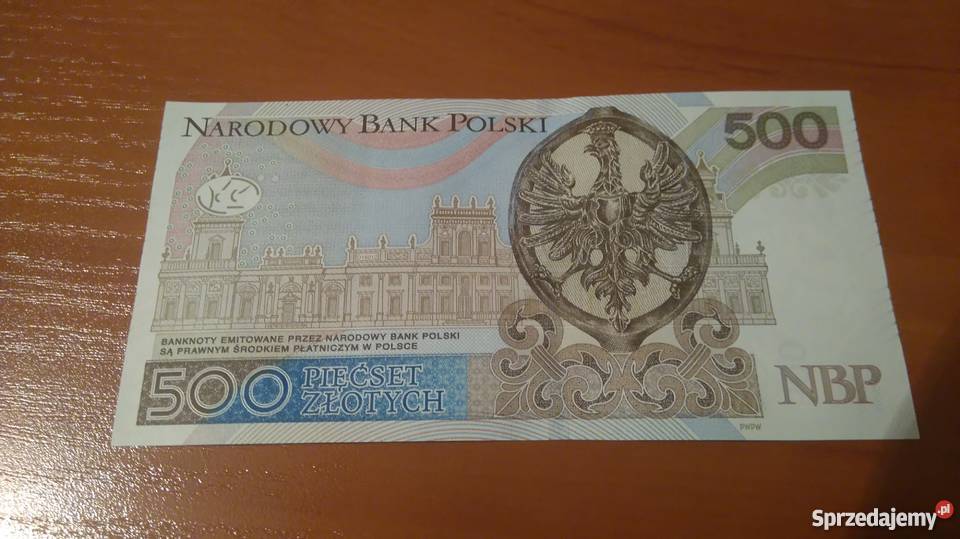 NARODOWY BANK POLSKI
500
BANKNOTY EMITOWANE PRZEZ NARODOWY BANK POLSKI
SĄ PRAWNYM ŚRODKIEM PŁATNICZYM W POLSCE
500 PIĘĆSET
ZŁOTYCH
NBP
PWPW
Sprzedajemy.pl